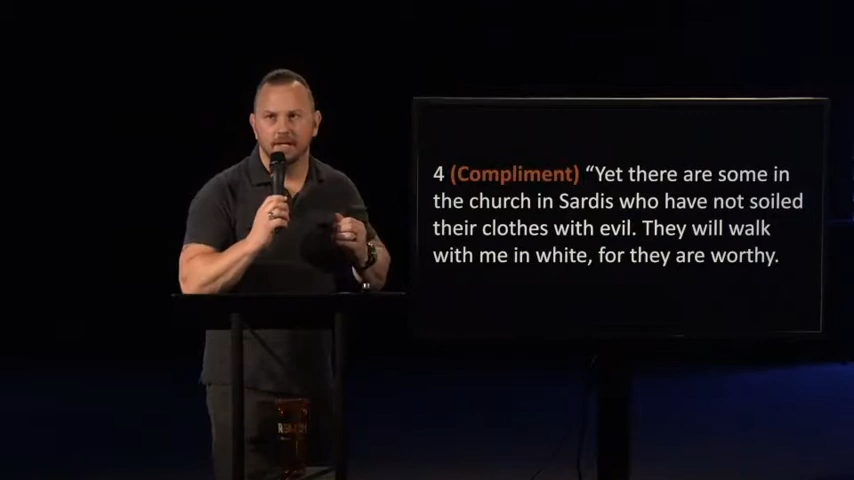 4 (Compliment) “Yet there are some in
the church in Sardis who have not soiled
their clothes with evil. They will walk
with me in white, for they are worthy.